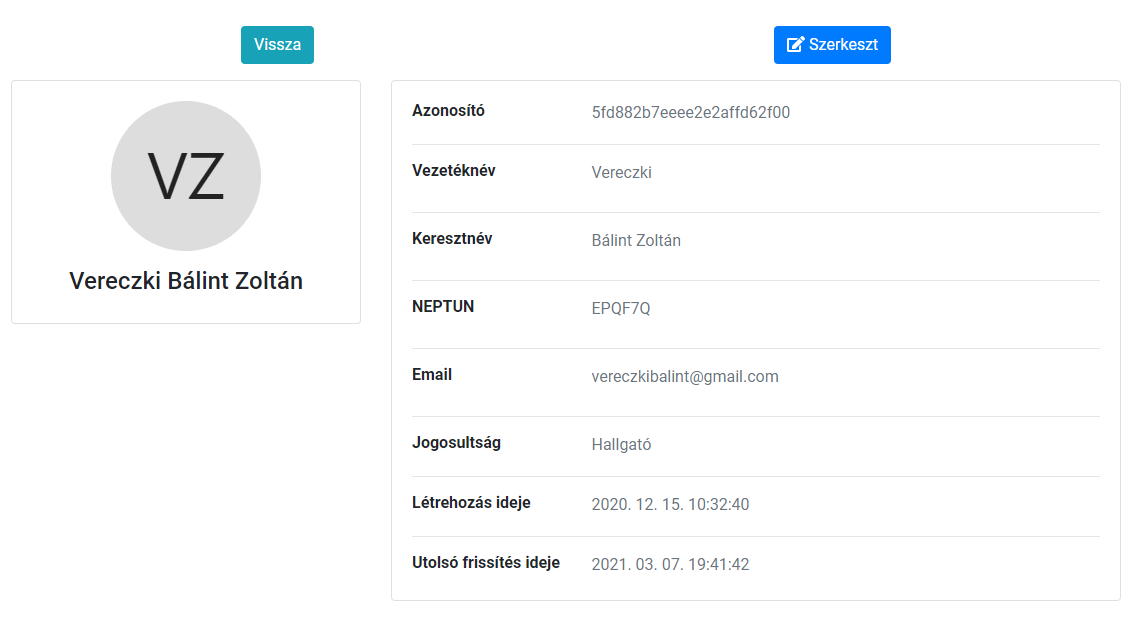 Vissza
Szerkeszt
VZ
Vereczki Bálint Zoltán
Azonosító 5fd882b7eeee2e2affd62f00
Vezetéknév Vereczki
Keresztnév Bálint Zoltán
NEPTUN EPQF7Q
Email vereczkibalint@gmail.com
Jogosultság Hallgató
Létrehozás ideje 2020. 12. 15. 10:32:40
Utolsó frissítés ideje 2021. 03. 07. 19:41:42